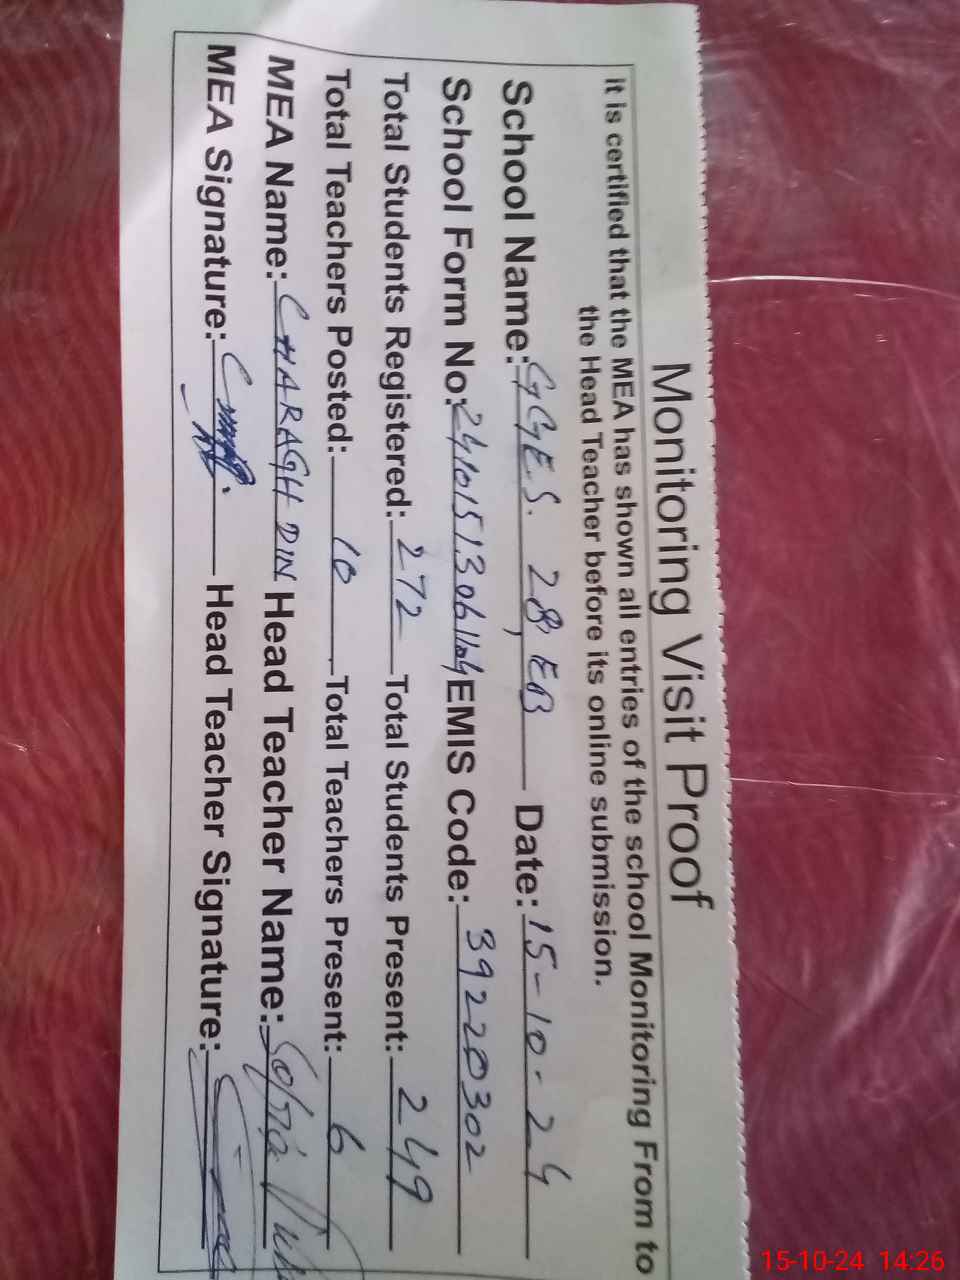 Monitoring Visit Proof
it is certified that the MEA has shown all entries of the school Monitoring From to
the Head Teacher before its online submission.
School Name: GGES. 28, EB Date: 15-10-24
School Form No: EMIS Code: 39220302
Total Students Registered: 272 Total Students Present: 249
Total Teachers Posted: 10 Total Teachers Present: 6
MEA Name: CHARAGH DIN Head Teacher Name:
MEA Signature: Head Teacher Signature:
15-10-24 14:26